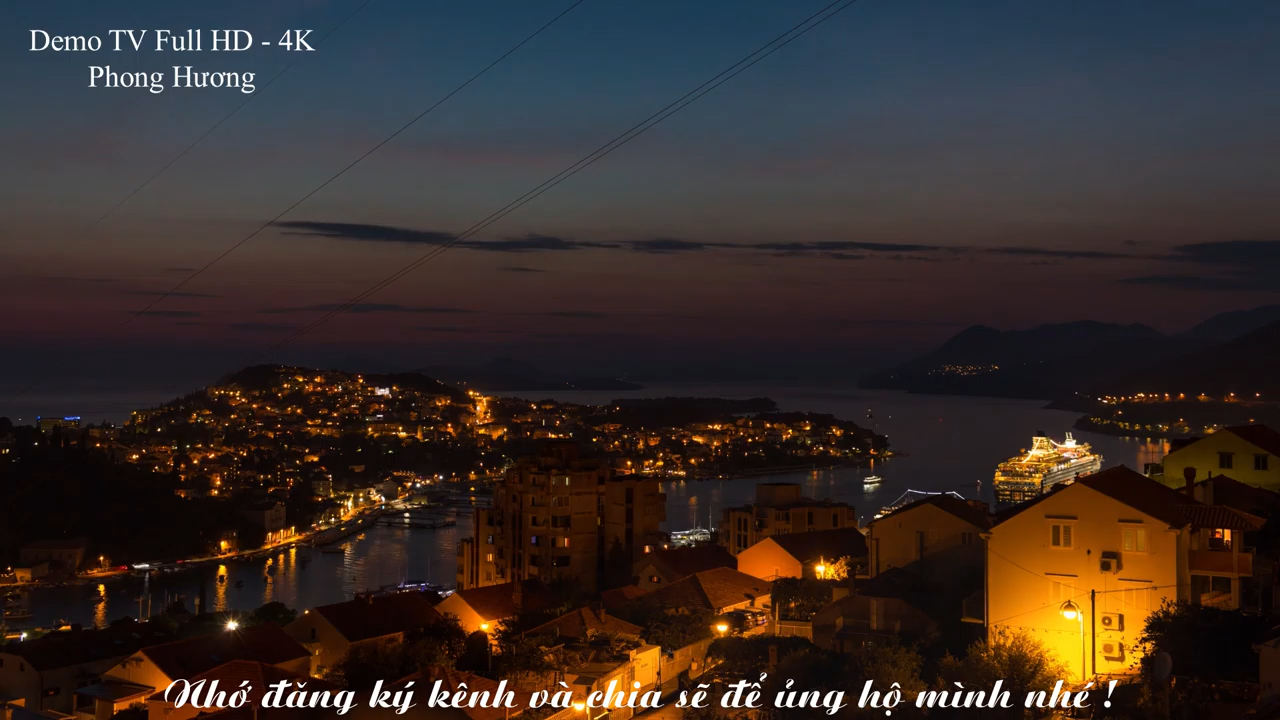 Demo TV Full HD - 4K
Phong Hương
Nhớ đăng ký kênh và chia sẽ để ủng hộ mình nhé !